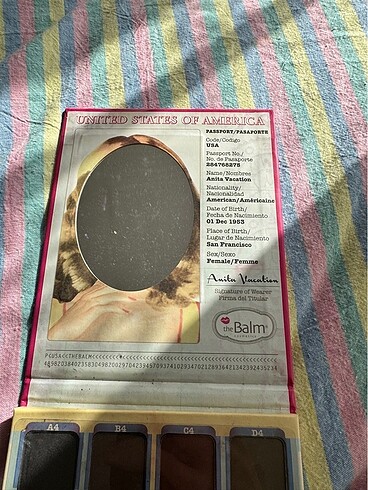 UNITED STATES OF AMERICA
PASSPORT/PASAPORTE
Code/Codigo
USA
Passport No./
No. de Pasaporte
284768275
Name/Nombres
Anita Vacation
Nationality/
Nacionalidad
American/Américaine
Date of Birth/
Fecha de Nacimiento
01 Dec 1953
Place of Birth/
Lugar de Nacimiento
San Francisco
Sex/Sexo
Female/Femme
Anita Vacation
Signature of Wearer
Firma del Titular
theBalm
A4 B4 C4 D4